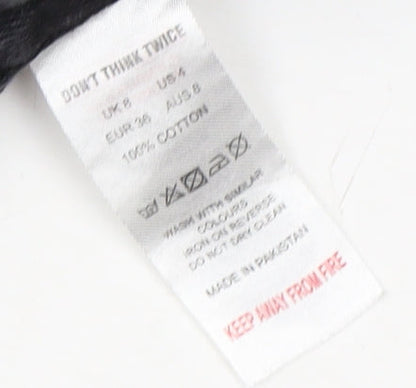 DON'T THINK TWICE
UK 8 US 4
EUR 36 AUS 8
100% COTTON
WASH WITH SIMILAR
COLOURS
IRON ON REVERSE
DO NOT DRY CLEAN
MADE IN PAKISTAN
KEEP AWAY FROM FIRE